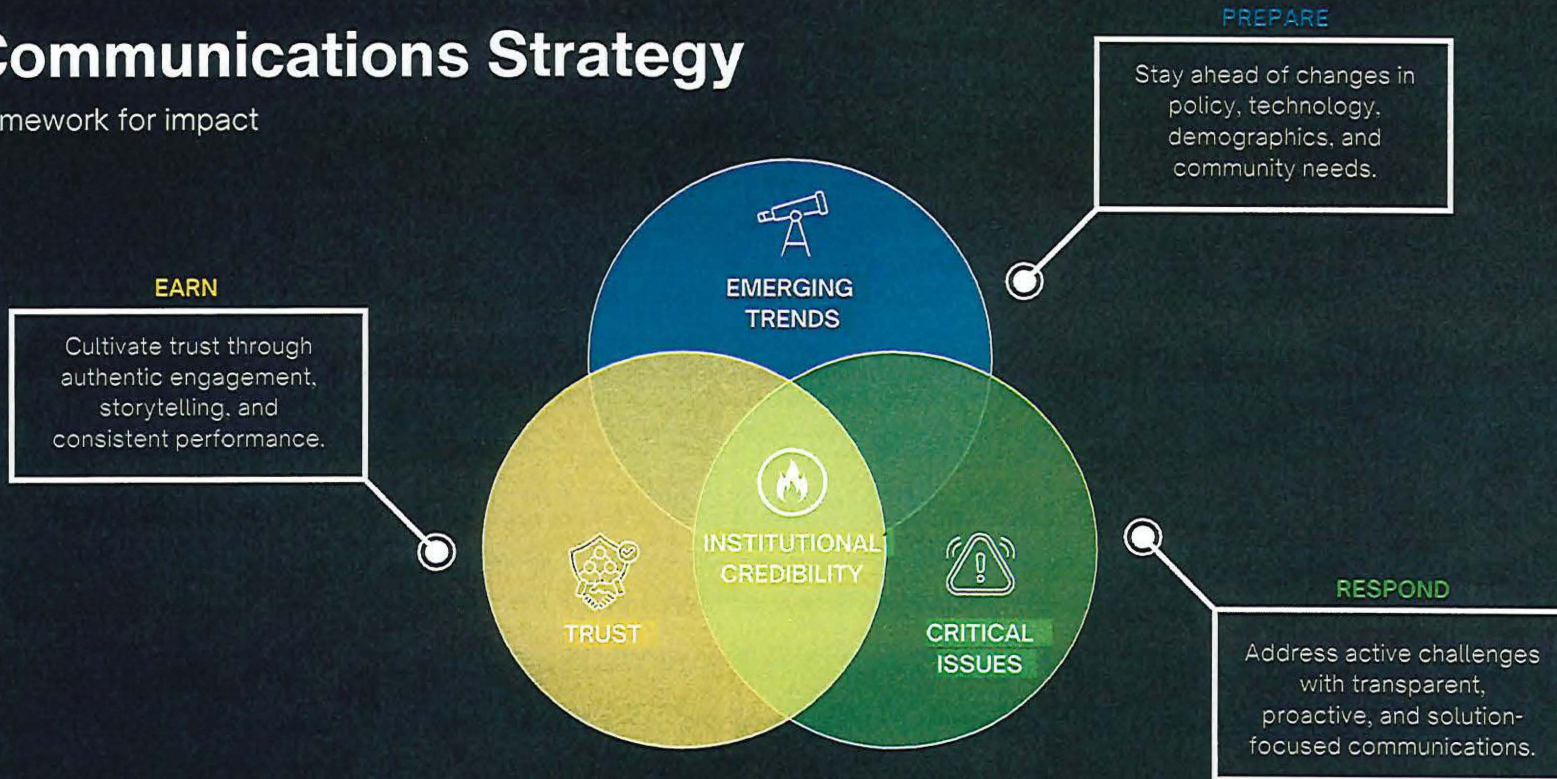 Communications Strategy
mework for impact
PREPARE
Stay ahead of changes in
policy, technology,
demographics, and
community needs.
EARN
Cultivate trust through
authentic engagement,
storytelling, and
consistent performance.
EMERGING
TRENDS
INSTITUTIONAL
CREDIBILITY
TRUST
CRITICAL
ISSUES
RESPOND
Address active challenges
with transparent,
proactive, and solution-
focused communications.